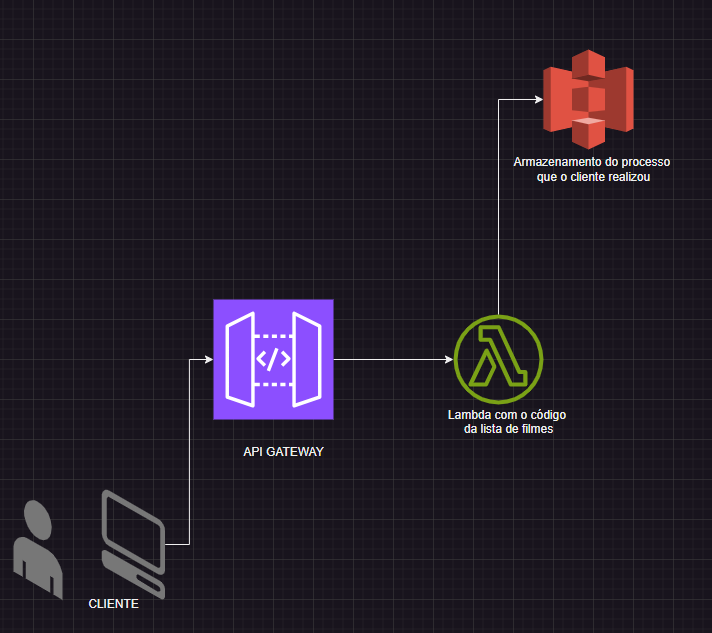 Armazenamento do processo
que o cliente realizou
</>
Lambda com o código
da lista de filmes
API GATEWAY
CLIENTE